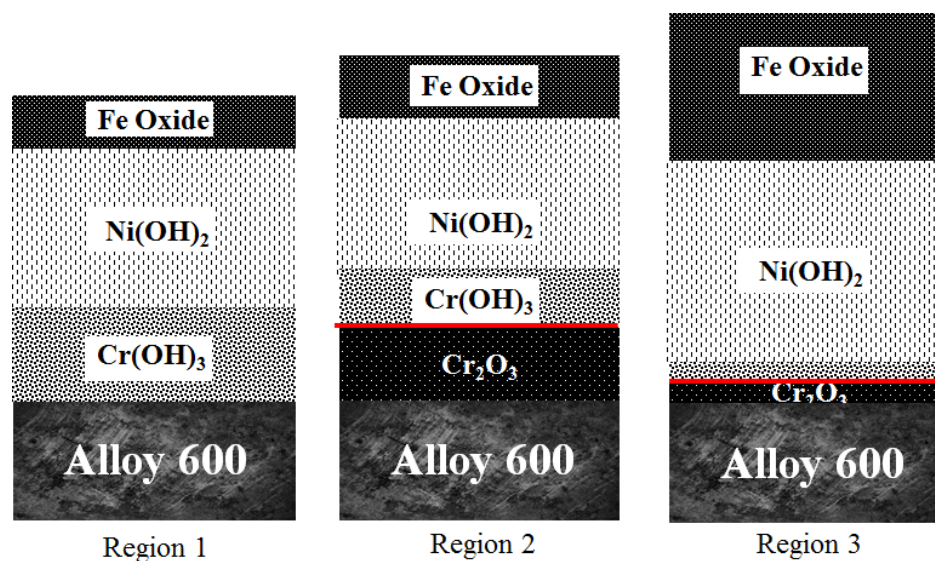 Fe Oxide
Ni(OH)₂
Cr(OH)₃
Alloy 600
Region 1
Fe Oxide
Ni(OH)₂
Cr(OH)₃
Cr₂O₃
Alloy 600
Region 2
Fe Oxide
Ni(OH)₂
Cr₂O₃
Alloy 600
Region 3